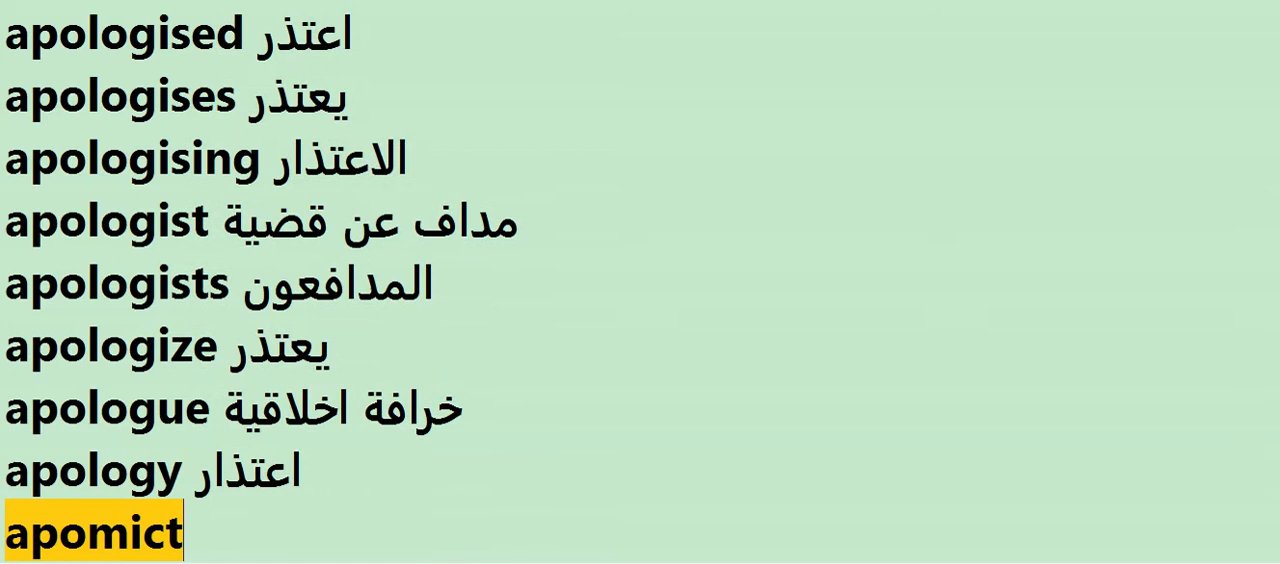 apologised اعتذر
apologises يعتذر
apologising الاعتذار
apologist مداف عن قضية
apologists المدافعون
apologize يعتذر
apologue خرافة اخلاقية
apology اعتذار
apomict